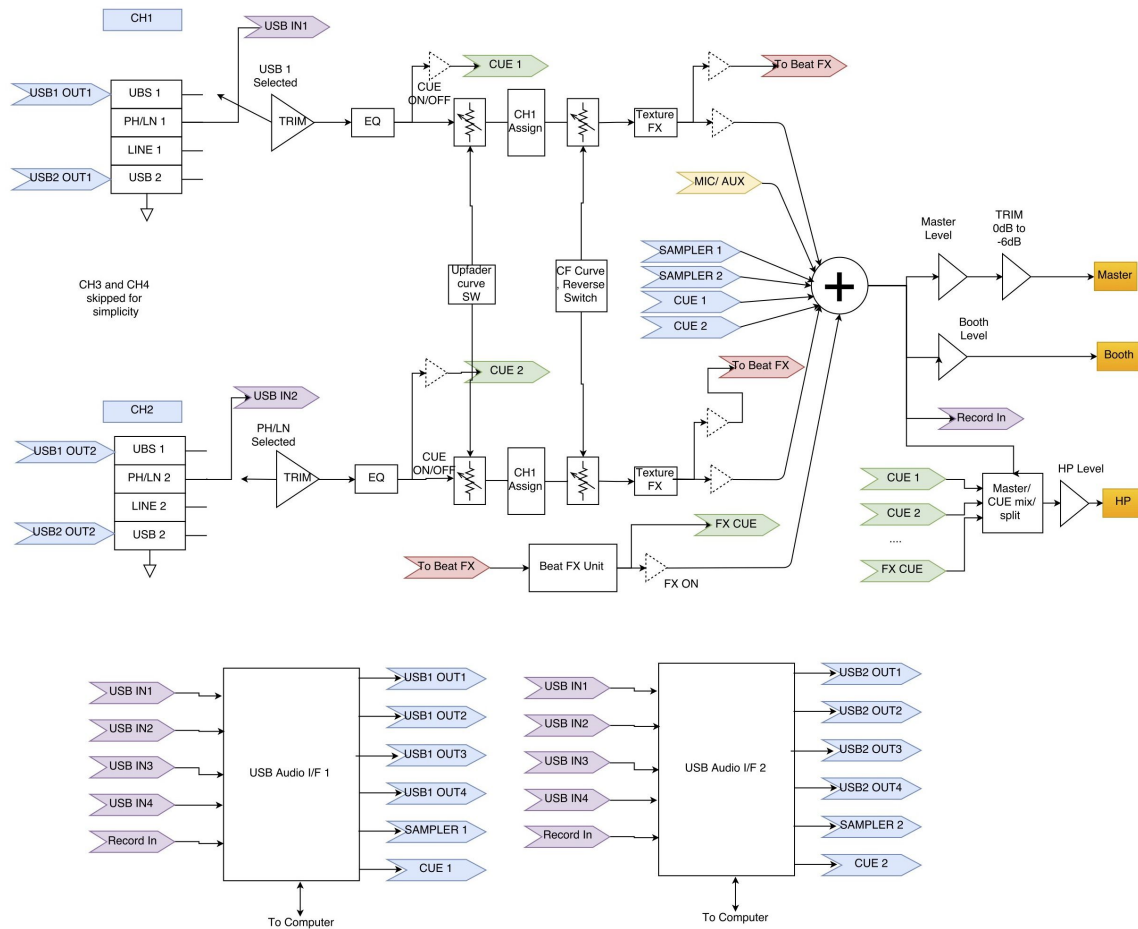 CH1
USB IN1
To Beat FX
CUE 1
USB 1
Selected
CUE
ON/OFF
USB1 OUT1
UBS 1
PH/LN 1
LINE 1
USB 2
USB2 OUT1
TRIM
EQ
CH1
Assign
Texture
FX
MIC/ AUX
SAMPLER 1
SAMPLER 2
CUE 1
CUE 2
+
Master
Level
TRIM
0dB to
-6dB
Master
Booth
Level
Booth
Record In
CH3 and CH4
skipped for
simplicity
Upfader
curve
SW
CF Curve
, Reverse
Switch
CUE 2
To Beat FX
CH2
USB IN2
PH/LN
Selected
CUE
ON/OFF
USB1 OUT2
UBS 1
PH/LN 2
LINE 2
USB 2
USB2 OUT2
TRIM
EQ
CH1
Assign
Texture
FX
CUE 1
CUE 2
....
FX CUE
Master/
CUE mix/
split
HP Level
HP
FX CUE
To Beat FX
Beat FX Unit
FX ON
USB IN1
USB IN2
USB IN3
USB IN4
Record In
USB Audio I/F 1
USB1 OUT1
USB1 OUT2
USB1 OUT3
USB1 OUT4
SAMPLER 1
CUE 1
To Computer
USB IN1
USB IN2
USB IN3
USB IN4
Record In
USB Audio I/F 2
USB2 OUT1
USB2 OUT2
USB2 OUT3
USB2 OUT4
SAMPLER 2
CUE 2
To Computer